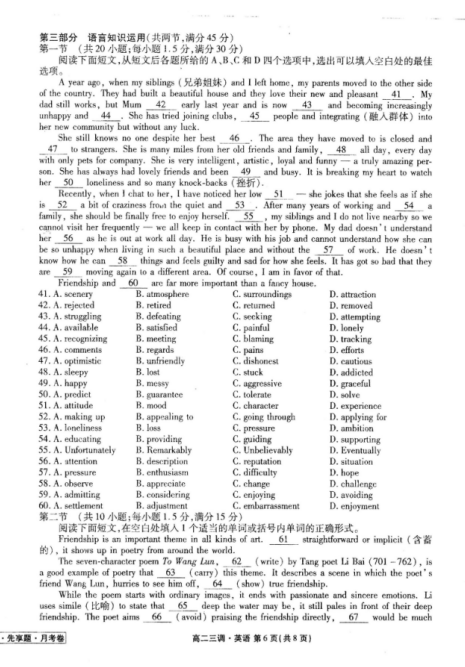 第三部分 语言知识运用(共两节,满分45分)
第一节 (共20小题;每小题1.5分,满分30分)
阅读下面短文,从短文后各题所给的A、B、C和D四个选项中,选出可以填入空白处的最佳
选项。
A year ago, when my siblings (兄弟姐妹) and I left home, my parents moved to the other side
of the country. They had built a beautiful house and they love their new and pleasant 41 . My
dad still works, but Mum 42 early last year and is now 43 and becoming increasingly
unhappy and 44 . She has tried joining clubs, 45 people and integrating (融入群体) into
her new community but without any luck.
She still knows no one despite her best 46 . The area they have moved to is closed and
47 to strangers. She is many miles from her old friends and family, 48 all day, every day
with only pets for company. She is very intelligent, artistic, loyal and funny — a truly amazing per-
son. She has always had lovely friends and been 49 and busy. It is breaking my heart to watch
her 50 loneliness and so many knock-backs (挫折).
Recently, when I chat to her, I have noticed her low 51 — she jokes that she feels as if she
is 52 a bit of craziness from the quiet and 53 . After many years of working and 54 a
family, she should be finally free to enjoy herself. 55 , my siblings and I do not live nearby so we
cannot visit her frequently — we all keep in contact with her by phone. My dad doesn't understand
her 56 as he is out at work all day. He is busy with his job and cannot understand how she can
be so unhappy when living in such a beautiful place and without the 57 of work. He doesn't
know how he can 58 things and feels guilty and sad for how she feels. It has got so bad that they
are 59 moving again to a different area. Of course, I am in favor of that.
Friendship and 60 are far more important than a fancy house.
41. A. scenery B. atmosphere C. surroundings D. attraction
42. A. rejected B. retired C. returned D. removed
43. A. struggling B. defeating C. seeking D. attempting
44. A. available B. satisfied C. painful D. lonely
45. A. recognizing B. meeting C. blaming D. tracking
46. A. comments B. regards C. pains D. efforts
47. A. optimistic B. unfriendly C. dishonest D. cautious
48. A. sleepy B. lost C. stuck D. addicted
49. A. happy B. messy C. aggressive D. graceful
50. A. predict B. guarantee C. tolerate D. solve
51. A. attitude B. mood C. character D. experience
52. A. making up B. appealing to C. going through D. applying for
53. A. loneliness B. loss C. pressure D. ambition
54. A. educating B. providing C. guiding D. supporting
55. A. Unfortunately B. Remarkably C. Unbelievably D. Eventually
56. A. attention B. description C. reputation D. situation
57. A. pressure B. enthusiasm C. difficulty D. hope
58. A. observe B. appreciate C. change D. challenge
59. A. admitting B. considering C. enjoying D. avoiding
60. A. settlement B. adjustment C. embarrassment D. enjoyment
第二节 (共10小题;每小题1.5分,满分15分)
阅读下面短文,在空白处填入1个适当的单词或括号内单词的正确形式。
Friendship is an important theme in all kinds of art. 61 straightforward or implicit (含蓄
的), it shows up in poetry from around the world.
The seven-character poem To Wang Lun, 62 (write) by Tang poet Li Bai (701－762), is
a good example of poetry that 63 (carry) this theme. It describes a scene in which the poet's
friend Wang Lun, hurries to see him off, 64 (show) true friendship.
While the poem starts with ordinary images, it ends with passionate and sincere emotions. Li
uses simile (比喻) to state that 65 deep the water may be, it still pales in front of their deep
friendship. The poet aims 66 (avoid) praising the friendship directly, 67 would be much
·先享题·月考卷
高二三调·英语 第6页(共8页)